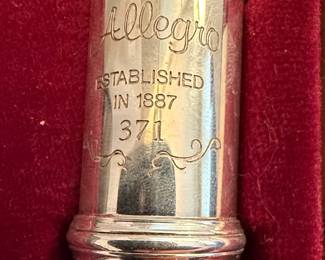 Allegro
ESTABLISHED
IN 1887
371